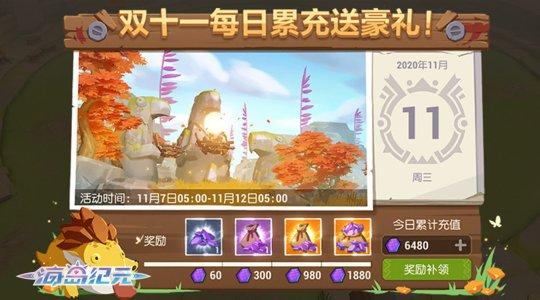 双十一每日累充送豪礼！
2020年11月
11
周三
活动时间：11月7日05:00-11月12日05:00
奖励
今日累计充值
6480 +
60 300 980 1880
奖励补领
海岛纪元